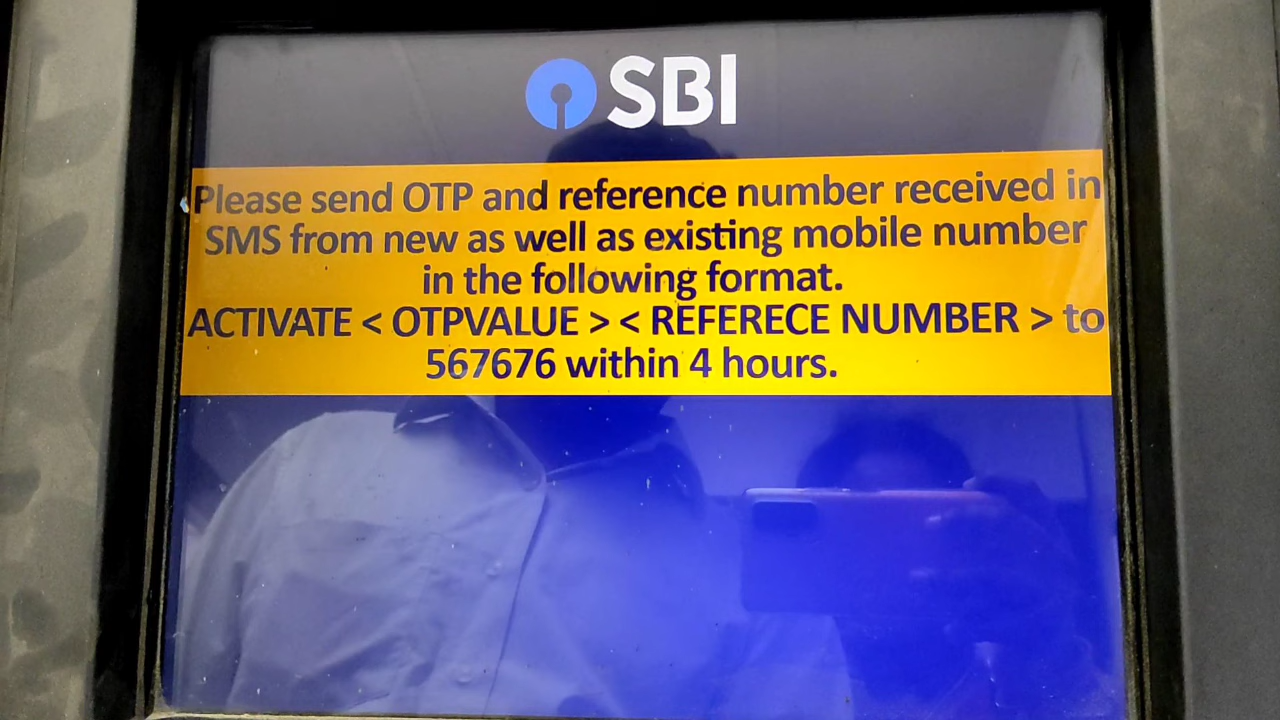 SBI
Please send OTP and reference number received in
SMS from new as well as existing mobile number
in the following format.
ACTIVATE < OTPVALUE > < REFERECE NUMBER > to
567676 within 4 hours.